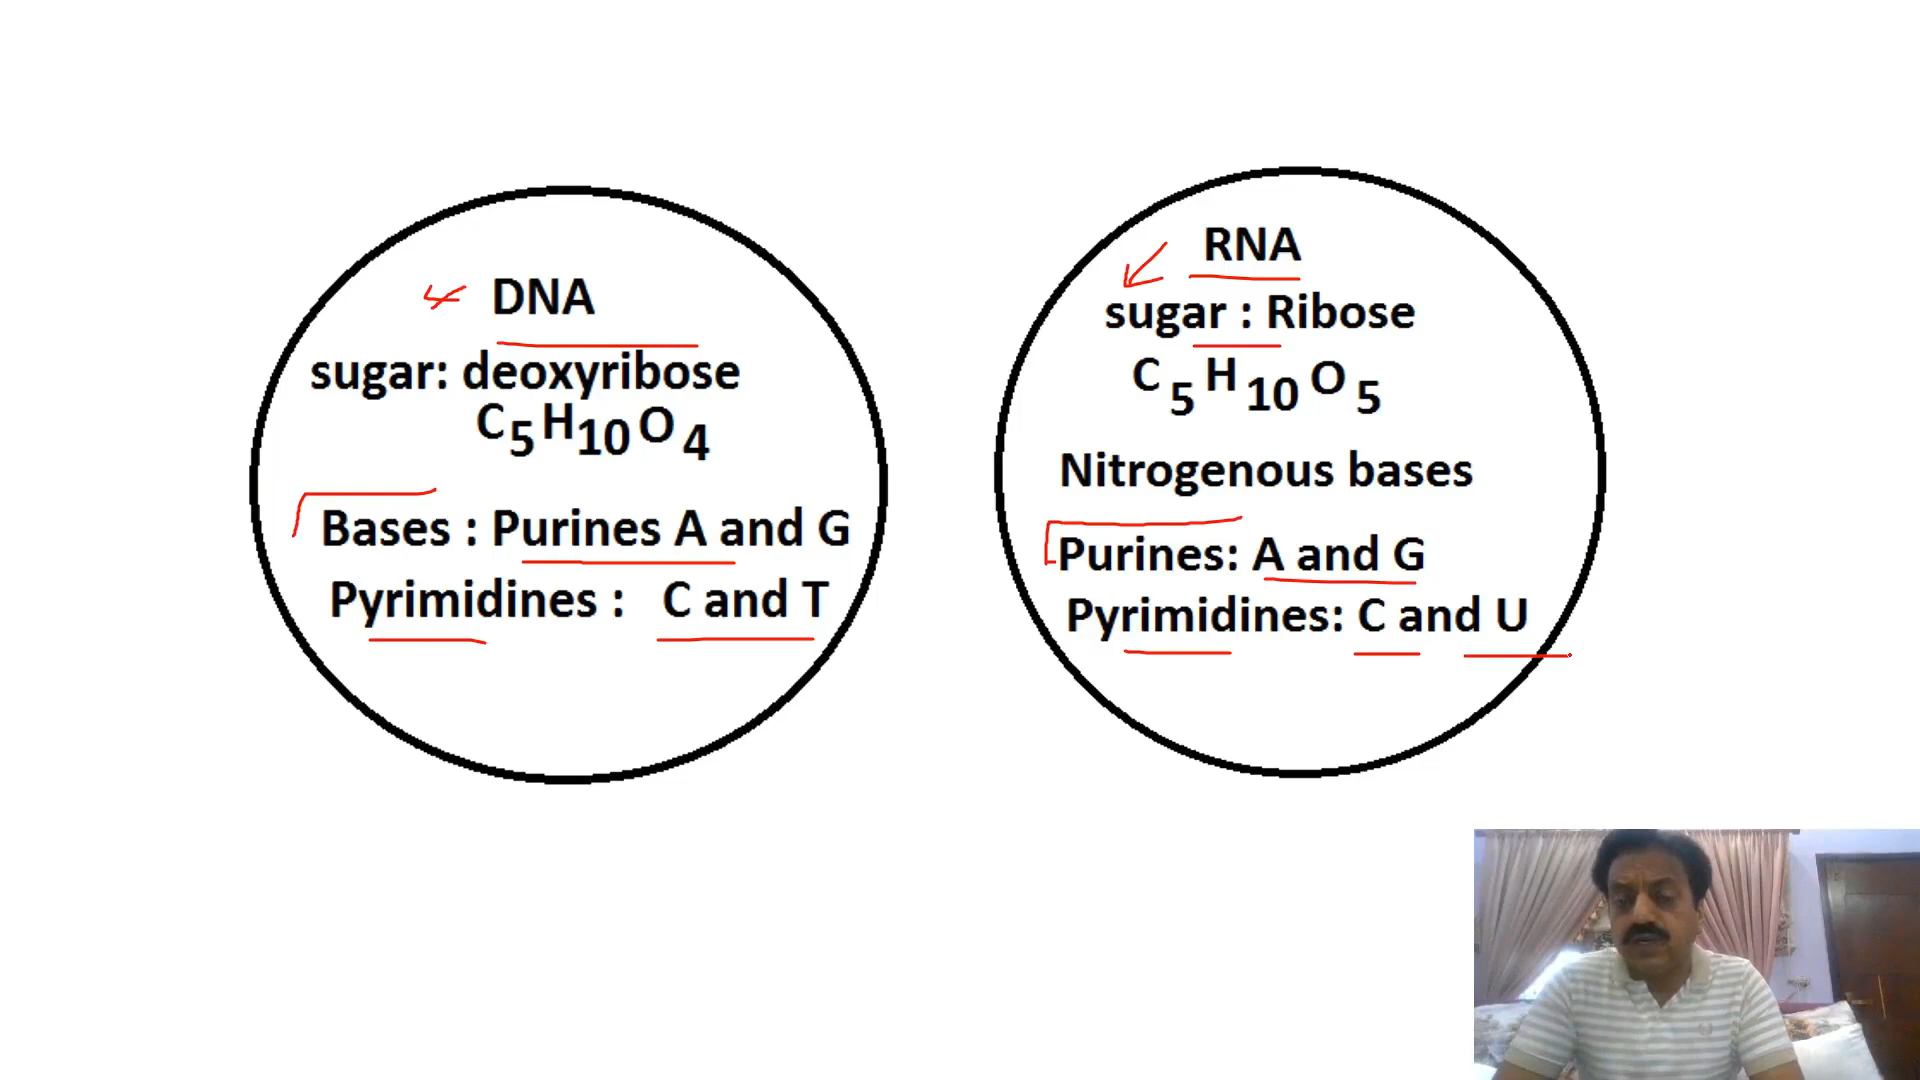 DNA
sugar: deoxyribose
C5H10O4
Bases : Purines A and G
Pyrimidines : C and T
RNA
sugar : Ribose
C5H10O5
Nitrogenous bases
Purines: A and G
Pyrimidines: C and U